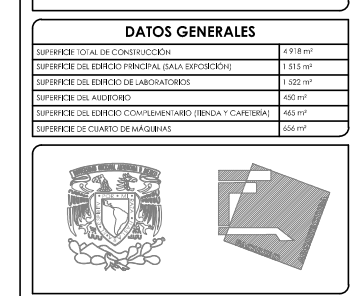 DATOS GENERALES
SUPERFICIE TOTAL DE CONSTRUCCIÓN 4 918 m²
SUPERFICIE DEL EDIFICIO PRINCIPAL (SALA EXPOSICIÓN) 1 515 m²
SUPERFICIE DEL EDIFICIO DE LABORATORIOS 1 522 m²
SUPERFICIE DEL AUDITORIO 450 m²
SUPERFICIE DEL EDIFICIO COMPLEMENTARIO (TIENDA Y CAFETERÍA) 465 m²
SUPERFICIE DE CUARTO DE MÁQUINAS 656 m²